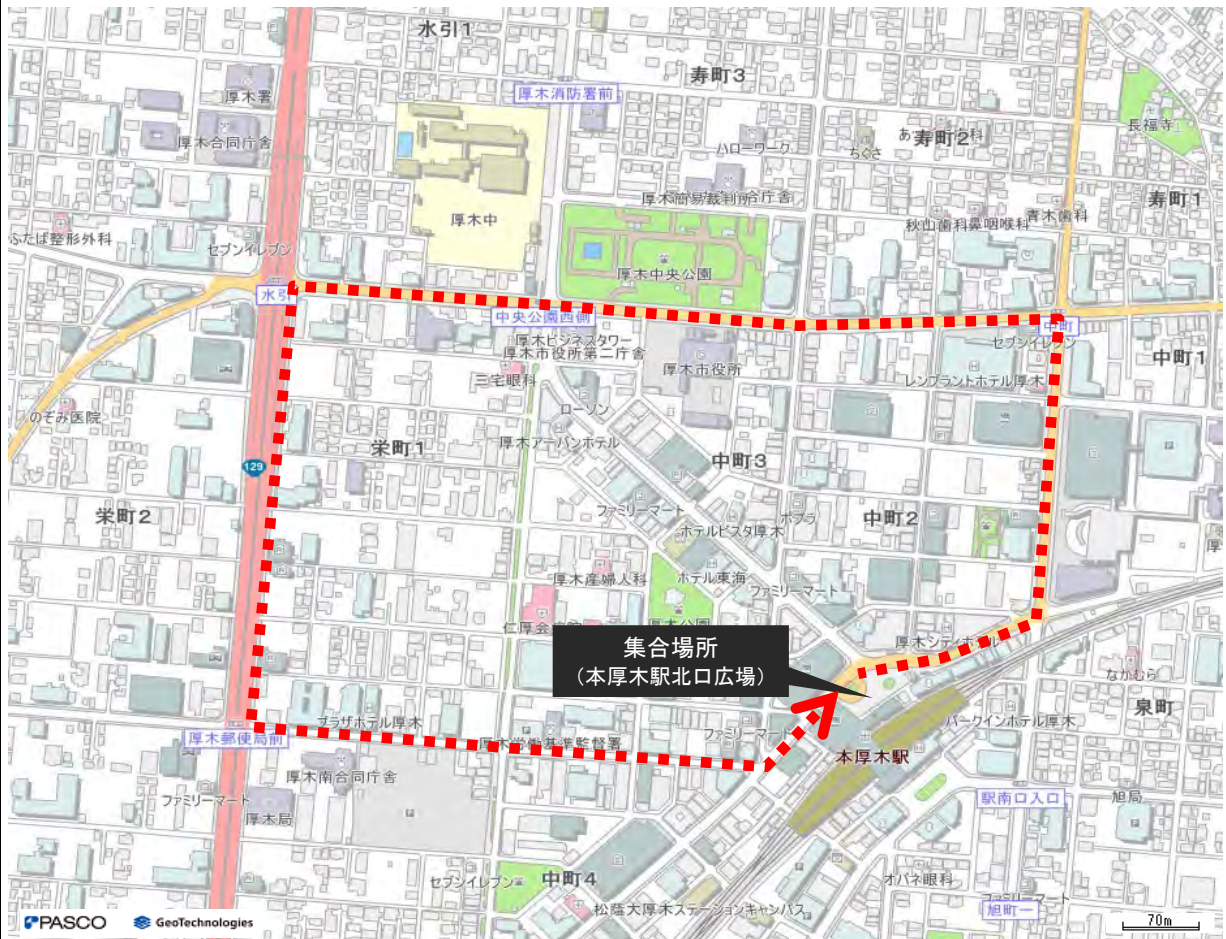 水引1
寿町3
厚木消防署前
厚木署
長福寺
厚木合同庁舎
ハローワーク
ちぐさ
寿町2
寿町1
厚木中
青木歯科
秋山歯科鼻咽喉科
ふたば整形外科
セブンイレブン
厚木中央公園
水引
中央公園西側
中町
厚木ビジネスタワー
厚木市役所第二庁舎
セブンイレブン
中町1
三宅眼科
厚木市役所
レンブラントホテル厚木
のぞみ医院
ローソン
栄町1
厚木アーバンホテル
中町3
129
栄町2
ファミリーマート
ホテルビスタ厚木
ポプラ
中町2
厚木産婦人科
ホテル東海
ファミリーマート
仁厚会病院
厚木公園
厚木シティホテル
集合場所
（本厚木駅北口広場）
なかむら
泉町
プラザホテル厚木
厚木郵便局前
厚木労働基準監督署
ファミリーマート
パークインホテル厚木
本厚木駅
厚木南合同庁舎
ファミリーマート
厚木局
駅南口入口
旭局
セブンイレブン
中町4
オバネ眼科
ファミリーマート
旭町一
松蔭大厚木ステーションキャンパス
PASCO
GeoTechnologies
70m